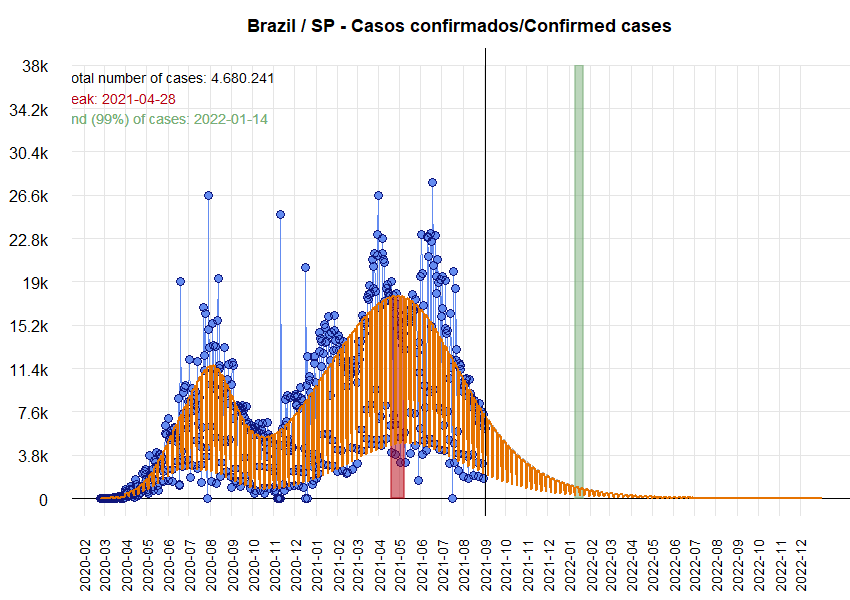 Brazil / SP - Casos confirmados/Confirmed cases
38k
otal number of cases: 4.680.241
eak: 2021-04-28
34.2k
nd (99%) of cases: 2022-01-14
30.4k
26.6k
22.8k
19k
15.2k
11.4k
7.6k
3.8k
0
2020-02
2020-03
2020-04
2020-05
2020-06
2020-07
2020-08
2020-09
2020-10
2020-11
2020-12
2021-01
2021-02
2021-03
2021-04
2021-05
2021-06
2021-07
2021-08
2021-09
2021-10
2021-11
2021-12
2022-01
2022-02
2022-03
2022-04
2022-05
2022-06
2022-07
2022-08
2022-09
2022-10
2022-11
2022-12